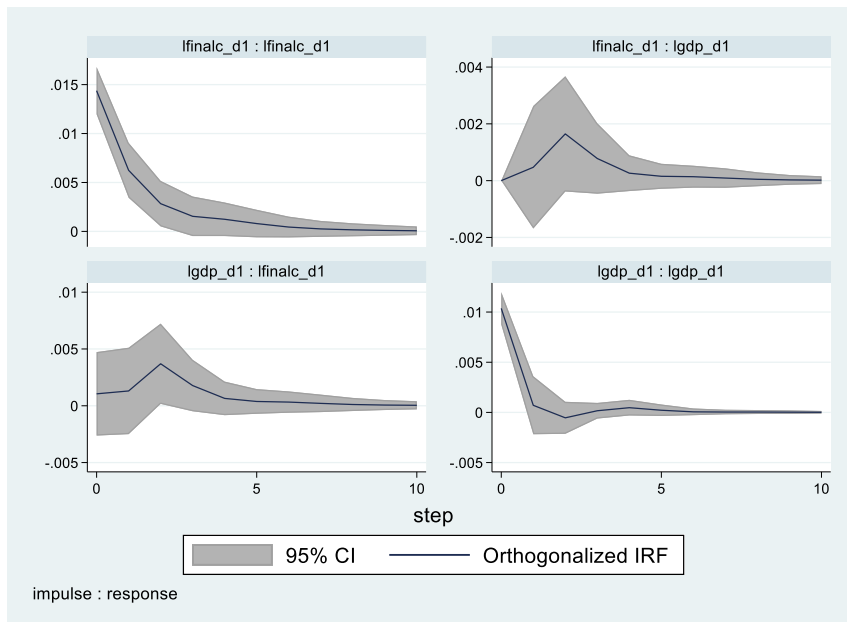 lfinalc_d1 : lfinalc_d1
.015
.01
.005
0
lfinalc_d1 : lgdp_d1
.004
.002
0
-.002
lgdp_d1 : lfinalc_d1
.01
.005
0
-.005
0 5 10
lgdp_d1 : lgdp_d1
.01
.005
0
-.005
0 5 10
step
95% CI Orthogonalized IRF
impulse : response